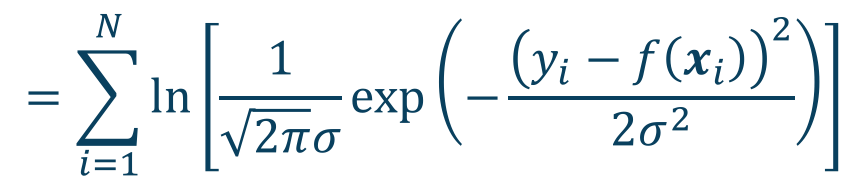 $= \sum_{i=1}^{N} \ln \left[ \frac{1}{\sqrt{2\pi}\sigma} \exp \left( -\frac{\left(y_i - f(\boldsymbol{x}_i)\right)^2}{2\sigma^2} \right) \right]$